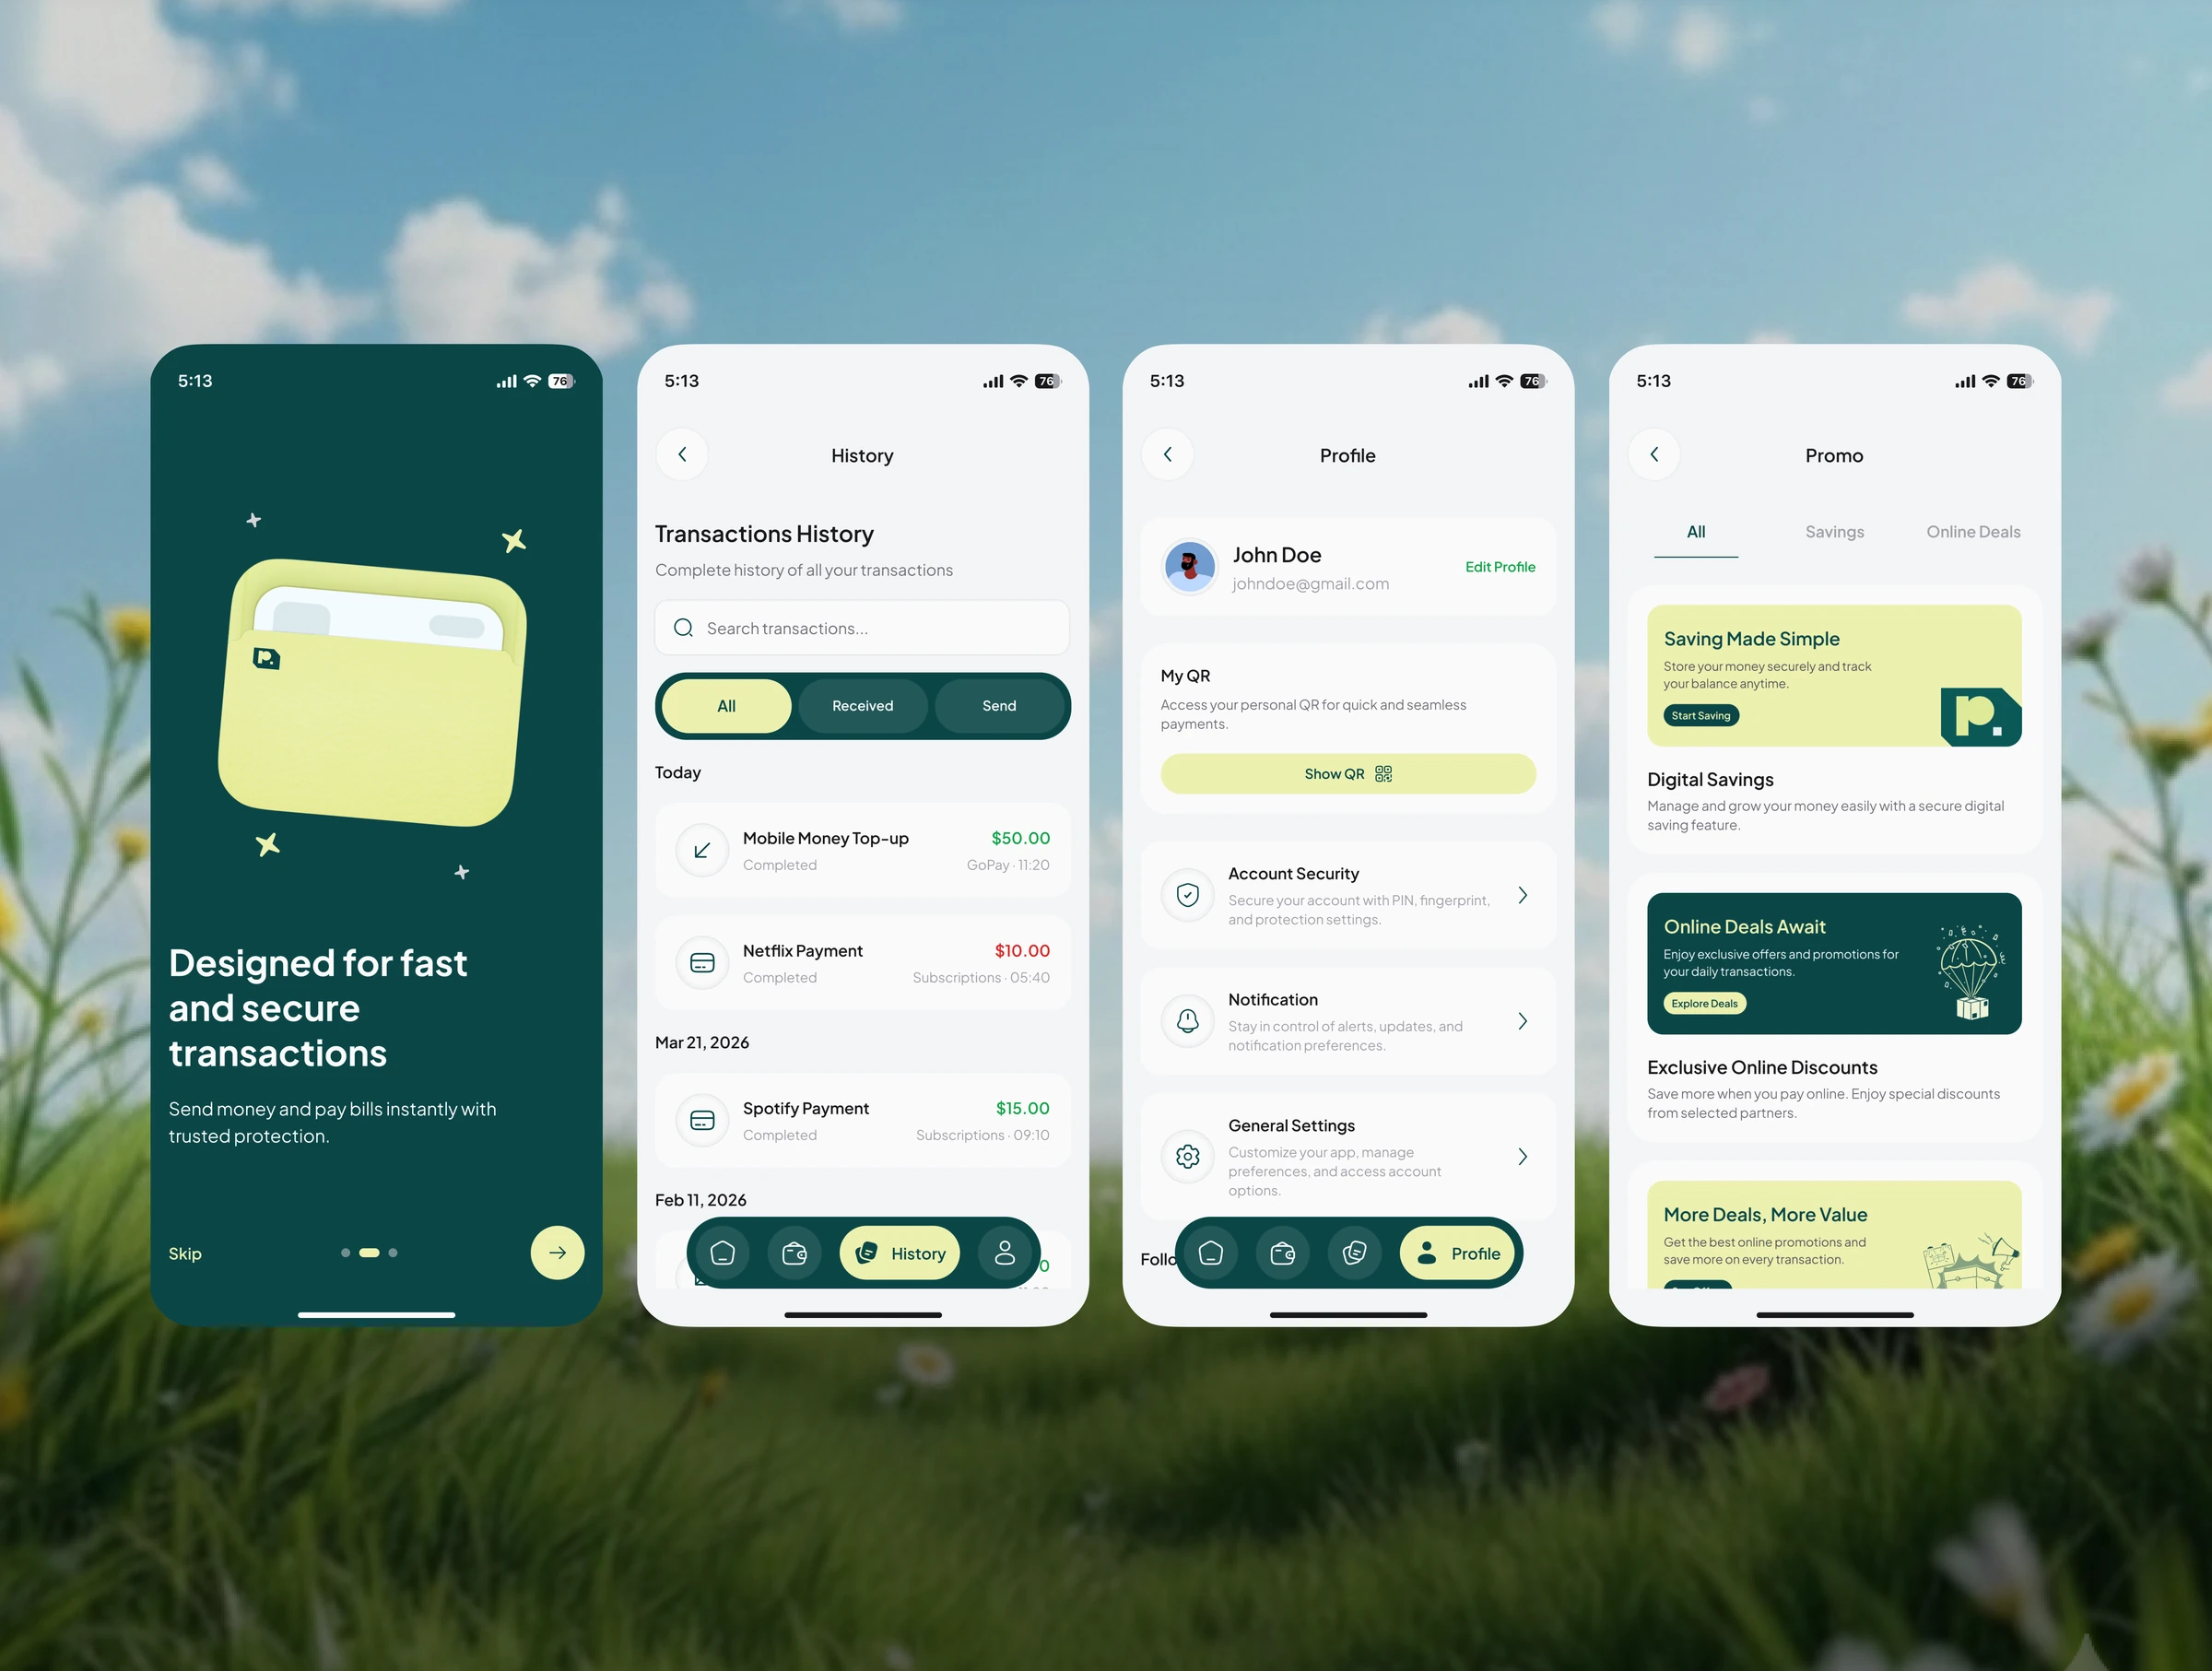 5:13
76
Designed for fast
and secure
transactions
Send money and pay bills instantly with
trusted protection.
Skip
5:13
76
History
Transactions History
Complete history of all your transactions
Search transactions...
All
Received
Send
Today
Mobile Money Top-up
$50.00
Completed
GoPay · 11:20
Netflix Payment
$10.00
Completed
Subscriptions · 05:40
Mar 21, 2026
Spotify Payment
$15.00
Completed
Subscriptions · 09:10
Feb 11, 2026
0
History
5:13
76
Profile
John Doe
johndoe@gmail.com
Edit Profile
My QR
Access your personal QR for quick and seamless
payments.
Show QR
Account Security
Secure your account with PIN, fingerprint,
and protection settings.
Notification
Stay in control of alerts, updates, and
notification preferences.
General Settings
Customize your app, manage
preferences, and access account
options.
Follo
Profile
5:13
76
Promo
All
Savings
Online Deals
Saving Made Simple
Store your money securely and track
your balance anytime.
Start Saving
Digital Savings
Manage and grow your money easily with a secure digital
saving feature.
Online Deals Await
Enjoy exclusive offers and promotions for
your daily transactions.
Explore Deals
Exclusive Online Discounts
Save more when you pay online. Enjoy special discounts
from selected partners.
More Deals, More Value
Get the best online promotions and
save more on every transaction.